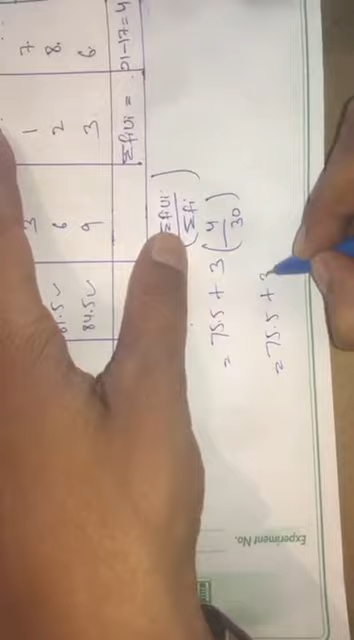 3 1 7.
61.5 6 2 8.
84.5 9 3 6.
Σfiui = 21-17=4
Σfiui
Σfi )
= 75.5 + 3 (4/30)
= 75.5 + 3
Experiment No.